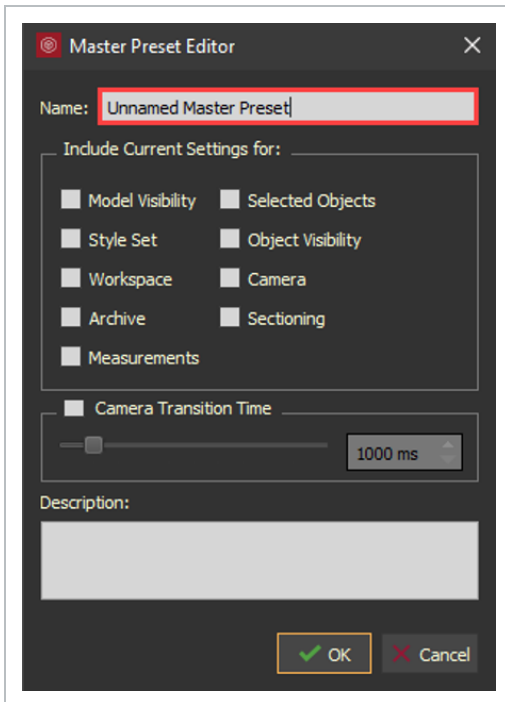 Master Preset Editor
Name: Unnamed Master Preset
Include Current Settings for:
Model Visibility Selected Objects
Style Set Object Visibility
Workspace Camera
Archive Sectioning
Measurements
Camera Transition Time
1000 ms
Description:
OK Cancel